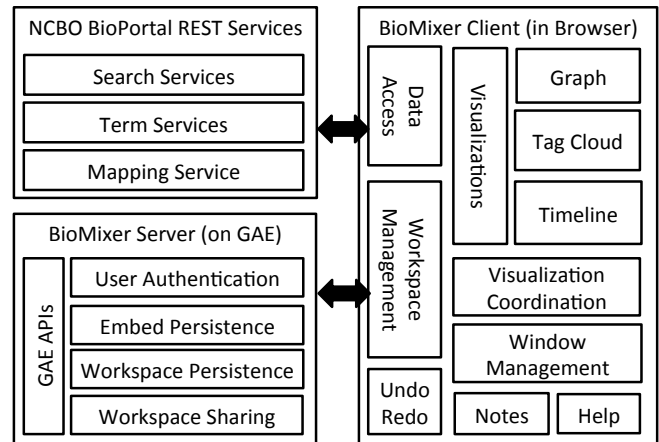 NCBO BioPortal REST Services
Search Services
Term Services
Mapping Service
BioMixer Server (on GAE)
GAE APIs
User Authentication
Embed Persistence
Workspace Persistence
Workspace Sharing
BioMixer Client (in Browser)
Data
Access
Visualizations
Graph
Tag Cloud
Timeline
Workspace
Management
Visualization
Coordination
Window
Management
Undo
Redo
Notes
Help